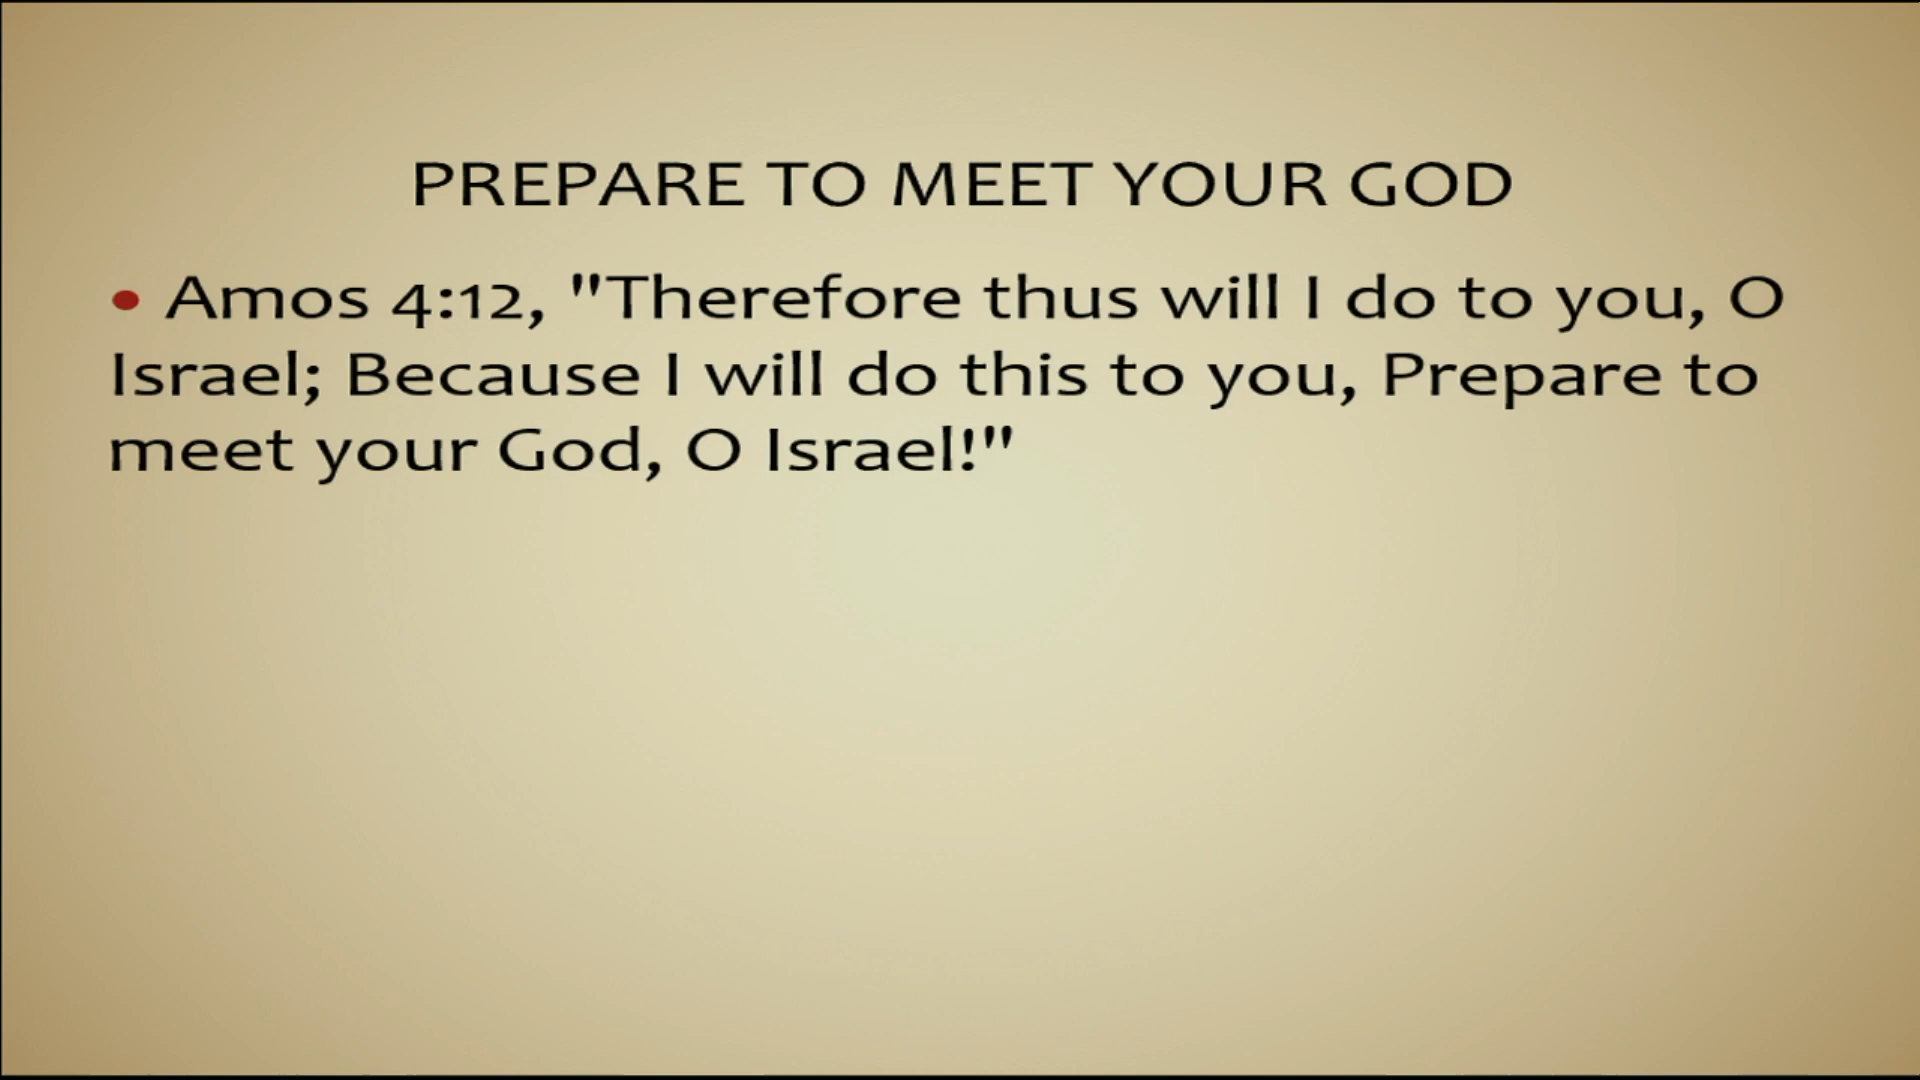 PREPARE TO MEET YOUR GOD
• Amos 4:12, "Therefore thus will I do to you, O
Israel; Because I will do this to you, Prepare to
meet your God, O Israel!"